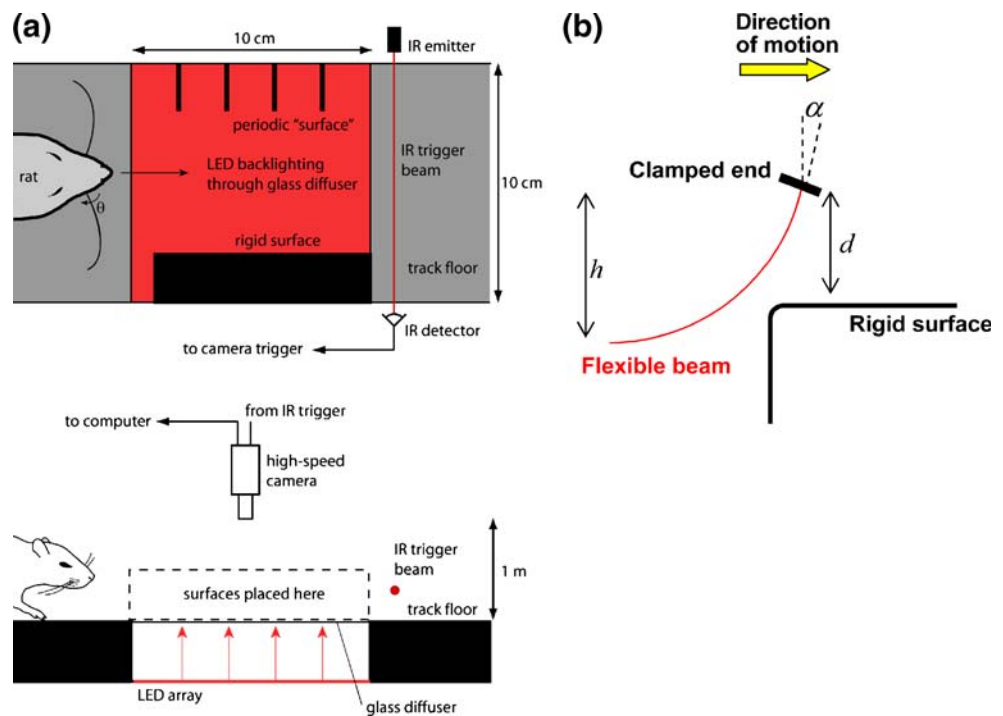 (a)
10 cm
IR emitter
periodic "surface"
rat
θ
LED backlighting
through glass diffuser
IR trigger
beam
10 cm
rigid surface
track floor
IR detector
to camera trigger
to computer
from IR trigger
high-speed
camera
IR trigger
beam
1 m
surfaces placed here
track floor
LED array
glass diffuser
(b)
Direction
of motion
α
Clamped end
h
d
Rigid surface
Flexible beam